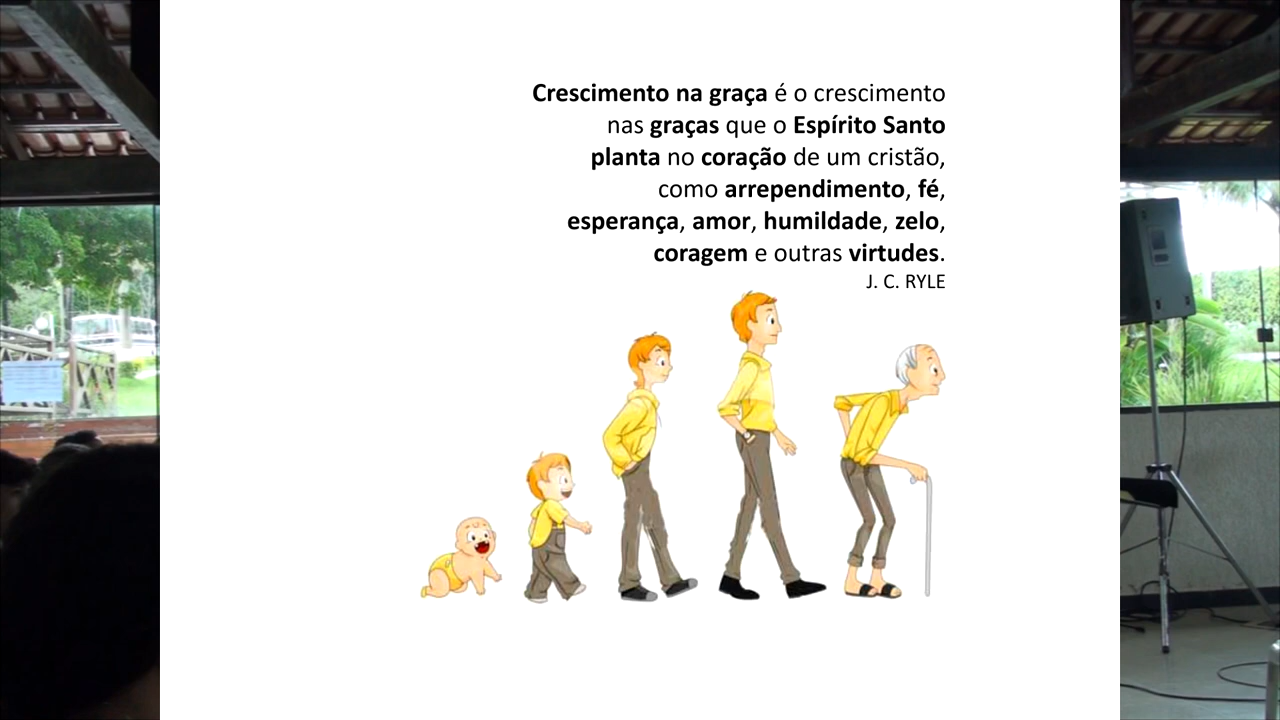 Crescimento na graça é o crescimento
nas graças que o Espírito Santo
planta no coração de um cristão,
como arrependimento, fé,
esperança, amor, humildade, zelo,
coragem e outras virtudes.
J. C. RYLE